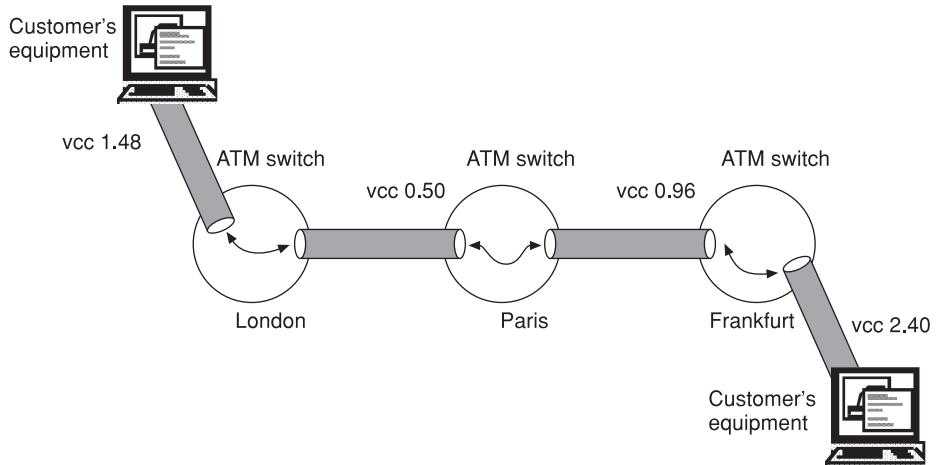 Customer's
equipment
vcc 1.48
ATM switch
ATM switch
ATM switch
vcc 0.50
vcc 0.96
London
Paris
Frankfurt
vcc 2.40
Customer's
equipment